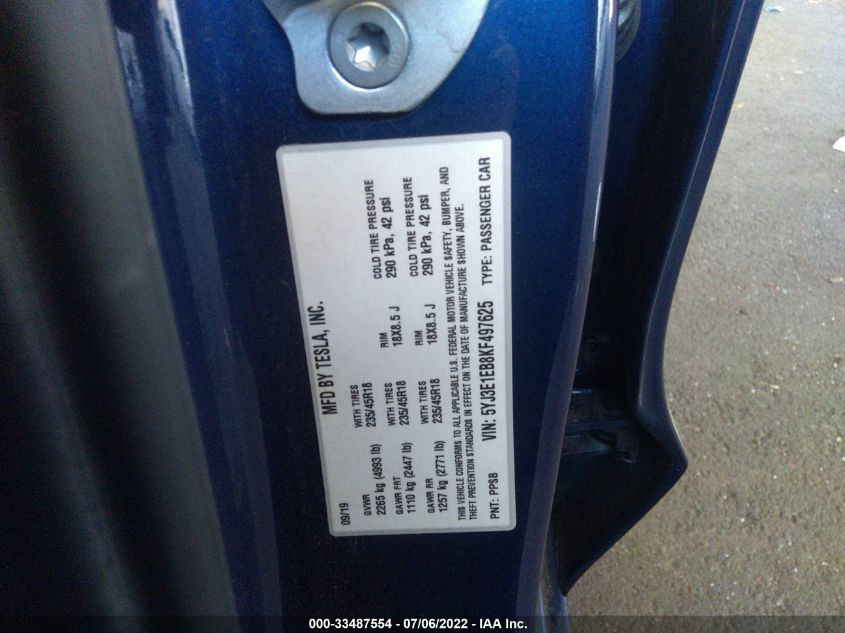 09/19 MFD BY TESLA, INC.
GVWR WITH TIRES RIM COLD TIRE PRESSURE
2265 kg (4993 lb) 235/45R18
GAWR FRT WITH TIRES RIM COLD TIRE PRESSURE
1110 kg (2447 lb) 235/45R18 18X8.5 J 290 kPa, 42 psi
GAWR RR WITH TIRES RIM COLD TIRE PRESSURE
1257 kg (2771 lb) 235/45R18 18X8.5 J 290 kPa, 42 psi
THIS VEHICLE CONFORMS TO ALL APPLICABLE U.S. FEDERAL MOTOR VEHICLE SAFETY, BUMPER, AND
THEFT PREVENTION STANDARDS IN EFFECT ON THE DATE OF MANUFACTURE SHOWN ABOVE.
PNT: PPSB VIN: 5YJ3E1EB8KF497625 TYPE: PASSENGER CAR
000-33487554 - 07/06/2022 - IAA Inc.